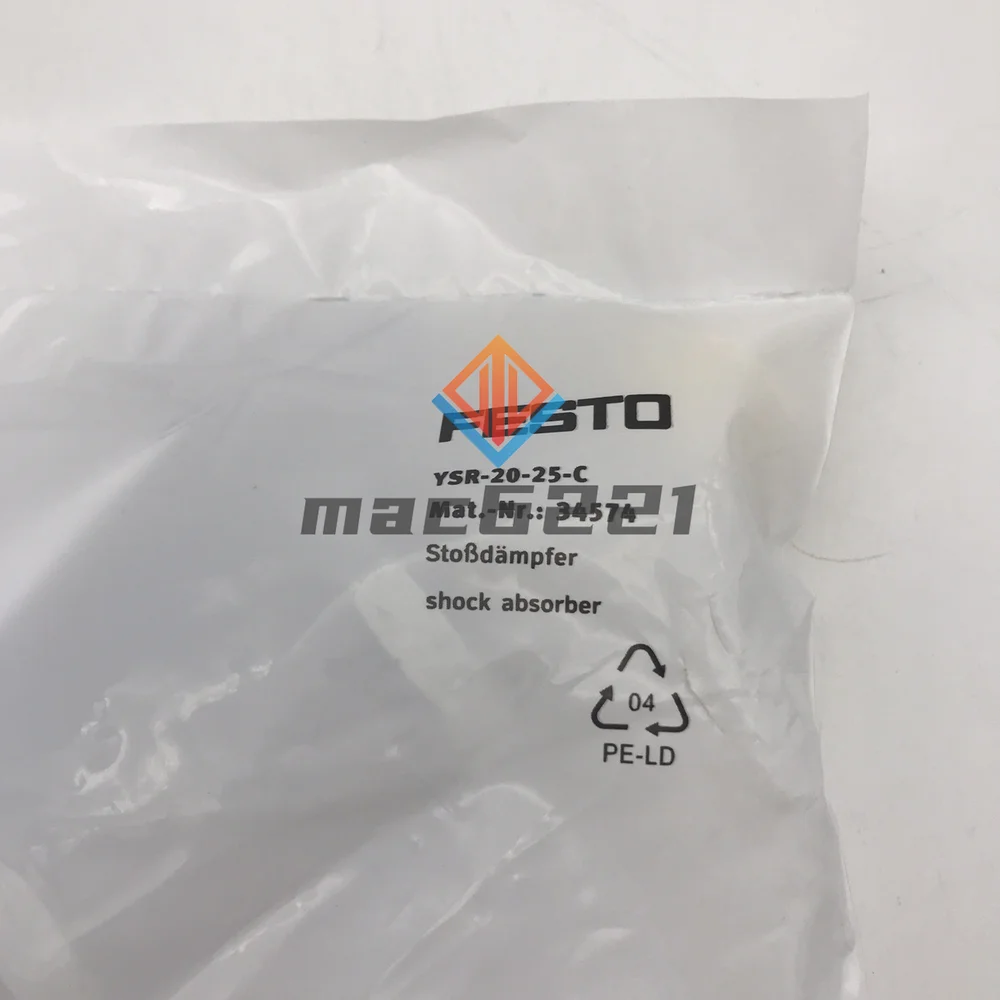 FESTO
YSR-20-25-C
mac6221
Mat.-Nr.: 34574
Stoßdämpfer
shock absorber
04
PE-LD